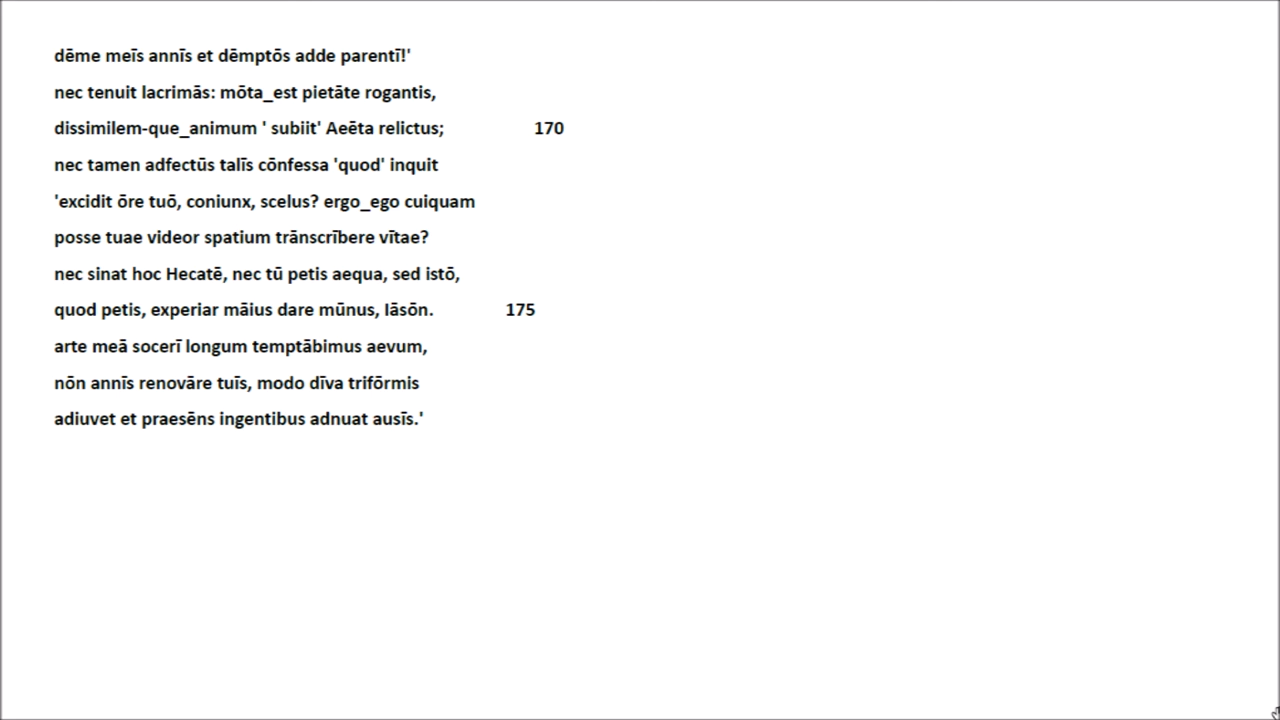 dēme meīs annīs et dēmptōs adde parentī!'
nec tenuit lacrimās: mōta_est pietāte rogantis,
dissimilem-que_animum ' subiit' Aeēta relictus; 170
nec tamen adfectūs talīs cōnfessa 'quod' inquit
'excidit ōre tuō, coniunx, scelus? ergo_ego cuiquam
posse tuae videor spatium trānscrībere vītae?
nec sinat hoc Hecatē, nec tū petis aequa, sed istō,
quod petis, experiar māius dare mūnus, Iāsōn. 175
arte meā socerī longum temptābimus aevum,
nōn annīs renovāre tuīs, modo dīva trifōrmis
adiuvet et praesēns ingentibus adnuat ausīs.'